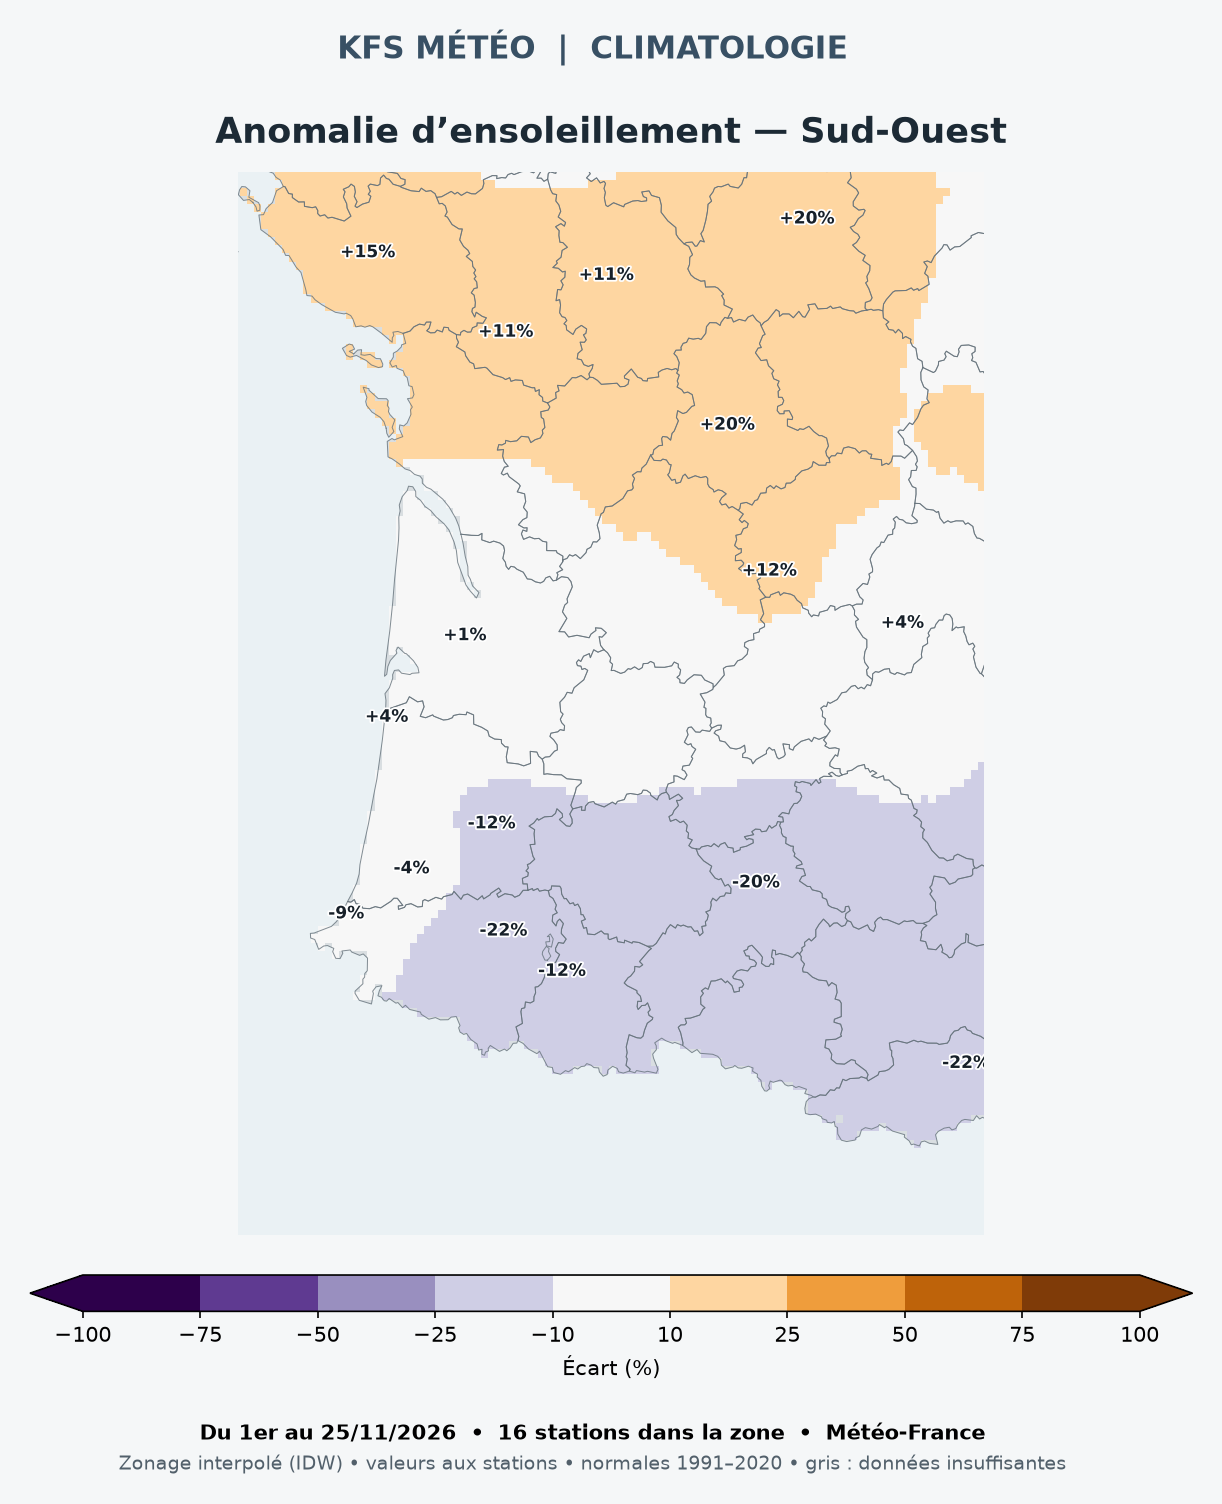 KFS MÉTÉO | CLIMATOLOGIE
Anomalie d’ensoleillement — Sud-Ouest
+20%
+15%
+11%
+11%
+20%
+12%
+4%
+1%
+4%
-12%
-4%
-20%
-9%
-22%
-12%
-22%
−100 −75 −50 −25 −10 10 25 50 75 100
Écart (%)
Du 1er au 25/11/2026 • 16 stations dans la zone • Météo-France
Zonage interpolé (IDW) • valeurs aux stations • normales 1991–2020 • gris : données insuffisantes